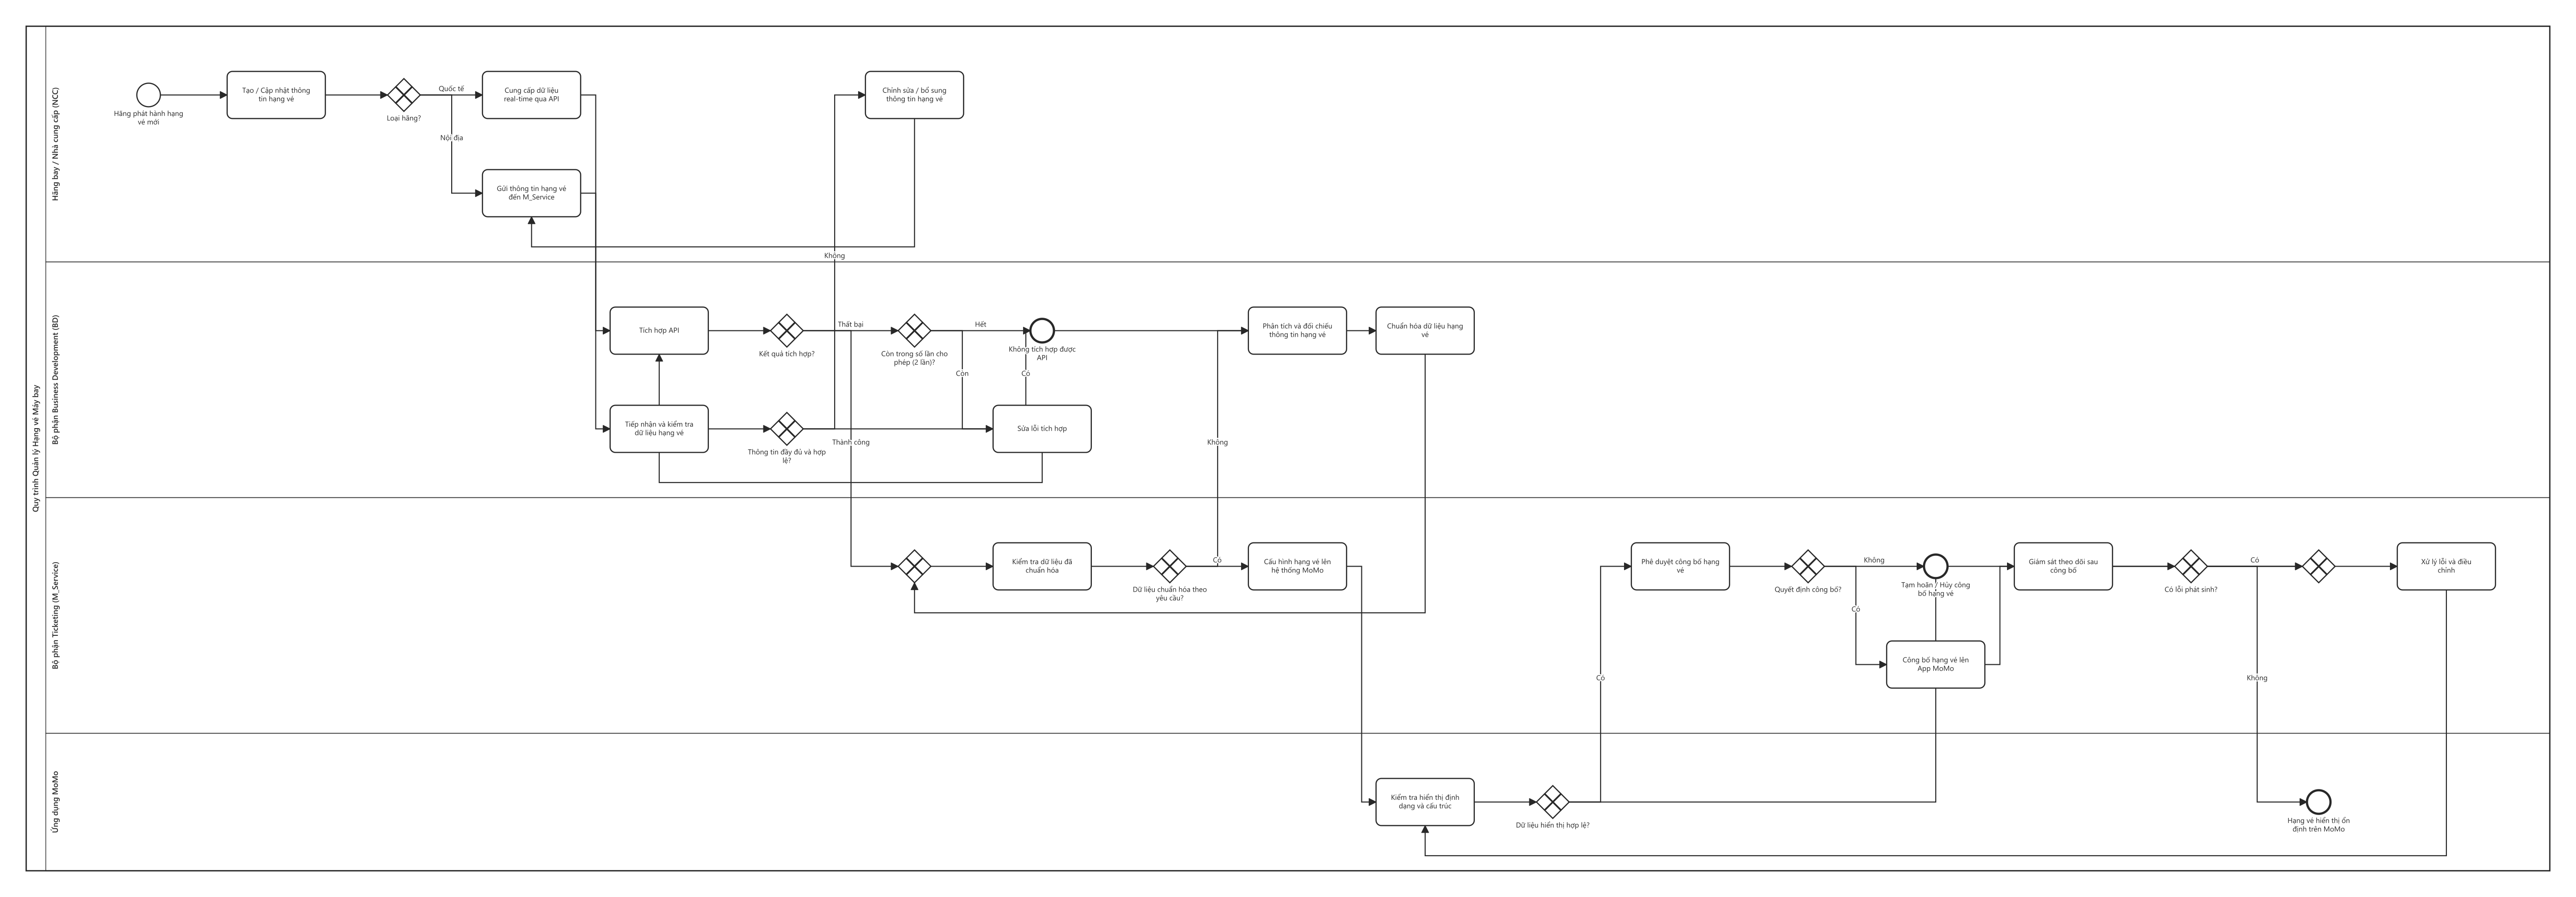 Quy trình Quản lý Hạng vé Máy bay
Hãng bay / Nhà cung cấp (NCC)
Hãng phát hành hạng
vé mới
Tạo / Cập nhật thông
tin hạng vé
Loại hãng?
Quốc tế
Nội địa
Cung cấp dữ liệu
real-time qua API
Gửi thông tin hạng vé
đến M_Service
Chỉnh sửa / bổ sung
thông tin hạng vé
Không
Bộ phận Business Development (BD)
Tích hợp API
Kết quả tích hợp?
Thất bại
Còn trong số lần cho
phép (2 lần)?
Hết
Không tích hợp được
API
Còn
Có
Phân tích và đối chiếu
thông tin hạng vé
Chuẩn hóa dữ liệu hạng
vé
Tiếp nhận và kiểm tra
dữ liệu hạng vé
Thông tin đầy đủ và hợp
lệ?
Thành công
Sửa lỗi tích hợp
Không
Bộ phận Ticketing (M_Service)
Kiểm tra dữ liệu đã
chuẩn hóa
Dữ liệu chuẩn hóa theo
yêu cầu?
Có
Cấu hình hạng vé lên
hệ thống MoMo
Phê duyệt công bố hạng
vé
Quyết định công bố?
Không
Có
Tạm hoãn / Hủy công
bố hạng vé
Công bố hạng vé lên
App MoMo
Giám sát theo dõi sau
công bố
Có lỗi phát sinh?
Có
Xử lý lỗi và điều
chỉnh
Có
Không
Ứng dụng MoMo
Kiểm tra hiển thị định
dạng và cấu trúc
Dữ liệu hiển thị hợp lệ?
Hạng vé hiển thị ổn
định trên MoMo